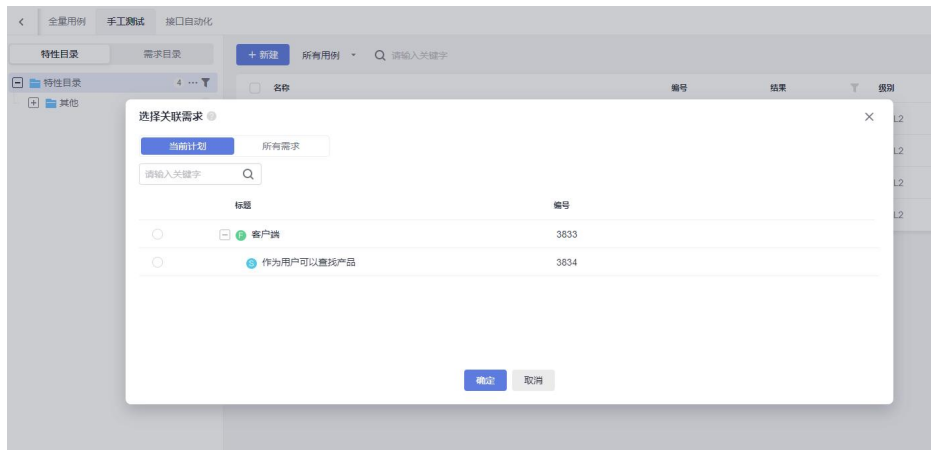 全量用例 手工测试 接口自动化
特性目录 需求目录 + 新建 所有用例 请输入关键字
特性目录 4 ... 名称 编号 结果 级别
其他
选择关联需求
L2
当前计划 所有需求
L2
请输入关键字
L2
标题 编号
L2
F 客户端 3833
S 作为用户可以查找产品 3834
确定 取消